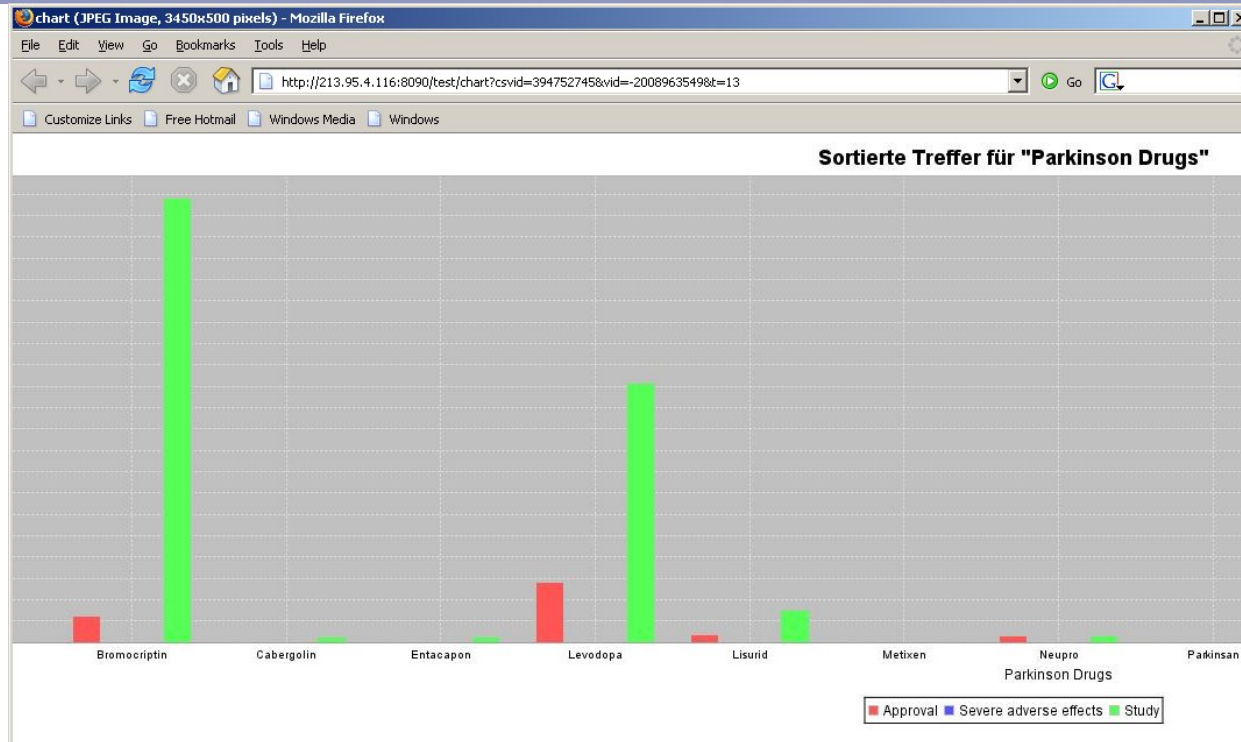 chart (JPEG Image, 3450x500 pixels) - Mozilla Firefox
File Edit View Go Bookmarks Tools Help
http://213.95.4.116:8090/test/chart?csvid=394752745&vid=-2008963549&t=13 Go G
Customize Links Free Hotmail Windows Media Windows
Sortierte Treffer für "Parkinson Drugs"
Bromocriptin Cabergolin Entacapon Levodopa Lisurid Metixen Neupro Parkinsan
Parkinson Drugs
Approval Severe adverse effects Study